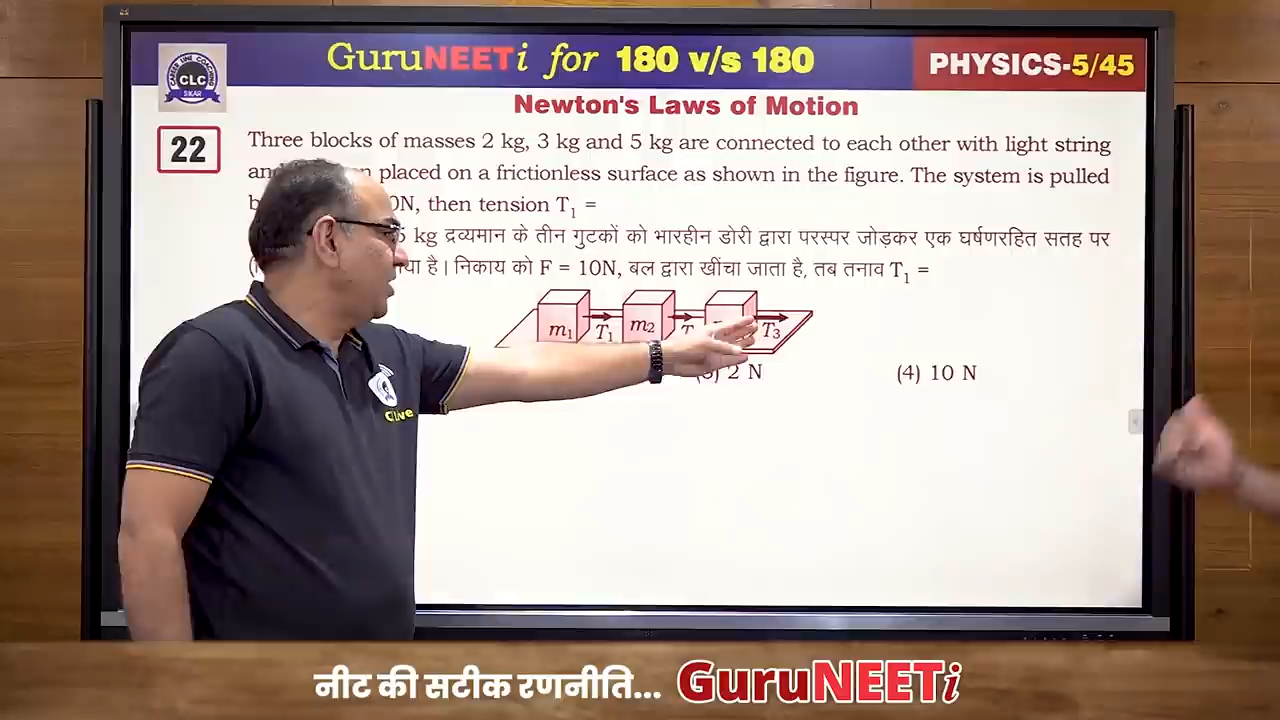 GuruNEETi for 180 v/s 180
PHYSICS-5/45
CLC
SIKAR
Newton's Laws of Motion
22
Three blocks of masses 2 kg, 3 kg and 5 kg are connected to each other with light string
placed on a frictionless surface as shown in the figure. The system is pulled
0N, then tension T₁ =
kg द्रव्यमान के तीन गुटकों को भारहीन डोरी द्वारा परस्पर जोड़कर एक घर्षणरहित सतह पर
है। निकाय को F = 10N, बल द्वारा खींचा जाता है, तब तनाव T₁ =
m₁ T₁ m₂ T T₃
2 N (4) 10 N
नीट की सटीक रणनीति... GuruNEETi